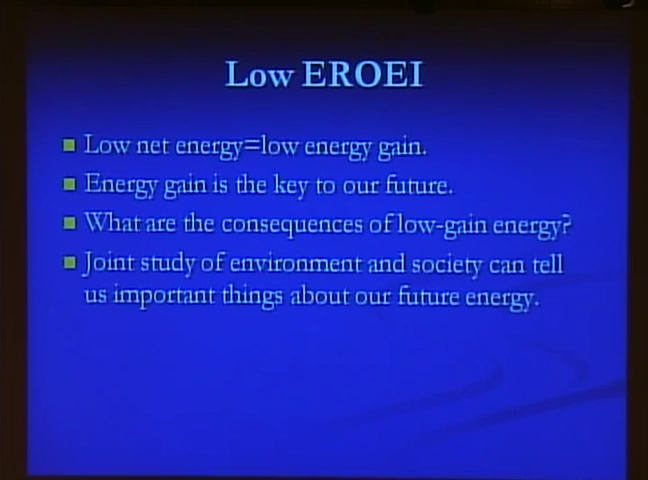 Low EROEI
Low net energy=low energy gain.
Energy gain is the key to our future.
What are the consequences of low-gain energy?
Joint study of environment and society can tell
us important things about our future energy.